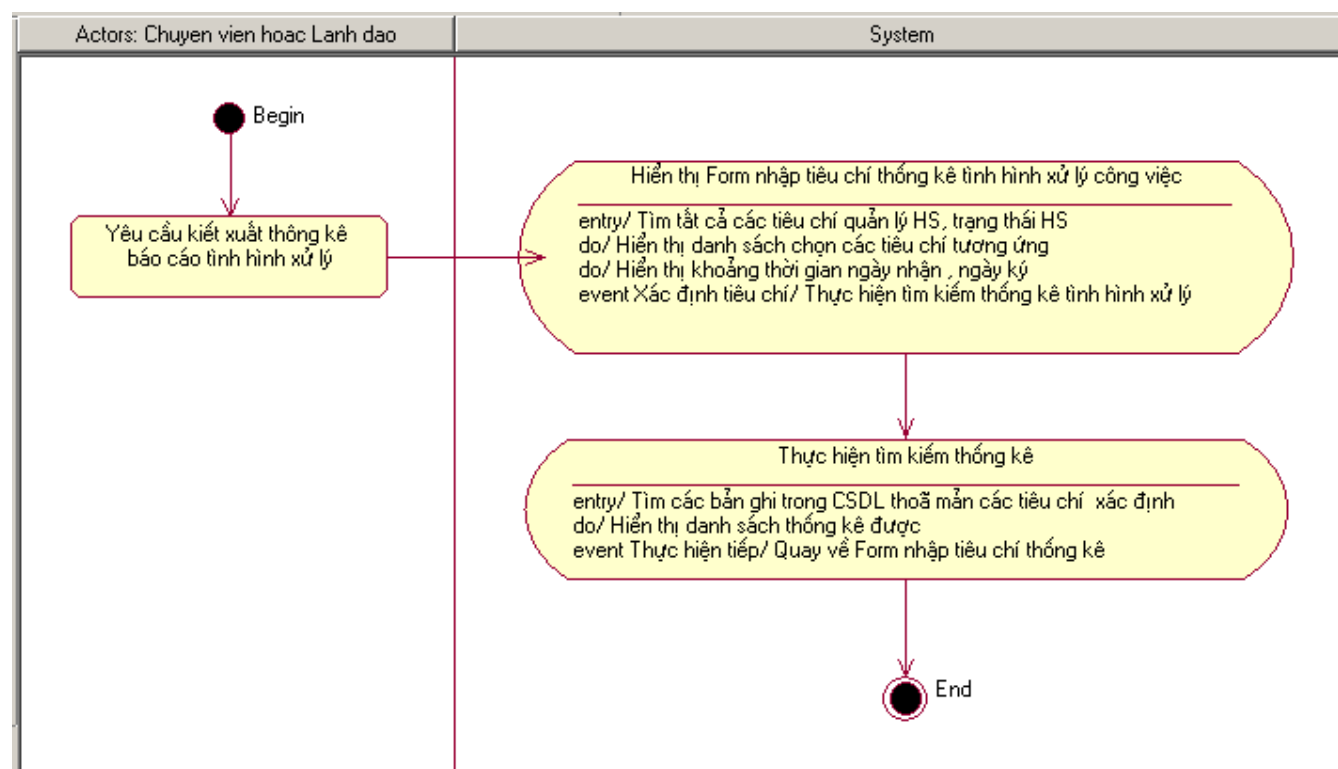 Actors: Chuyen vien hoac Lanh dao
System
Begin
Yêu cầu kiết xuất thông kê
báo cáo tình hình xử lý
Hiển thị Form nhập tiêu chí thống kê tình hình xử lý công việc
entry/ Tìm tất cả các tiêu chí quản lý HS, trạng thái HS
do/ Hiển thị danh sách chọn các tiêu chí tương ứng
do/ Hiển thị khoảng thời gian ngày nhận , ngày ký
event Xác định tiêu chí/ Thực hiện tìm kiếm thống kê tình hình xử lý
Thực hiện tìm kiếm thống kê
entry/ Tìm các bản ghi trong CSDL thoã mản các tiêu chí xác định
do/ Hiển thị danh sách thống kê được
event Thực hiện tiếp/ Quay về Form nhập tiêu chí thống kê
End